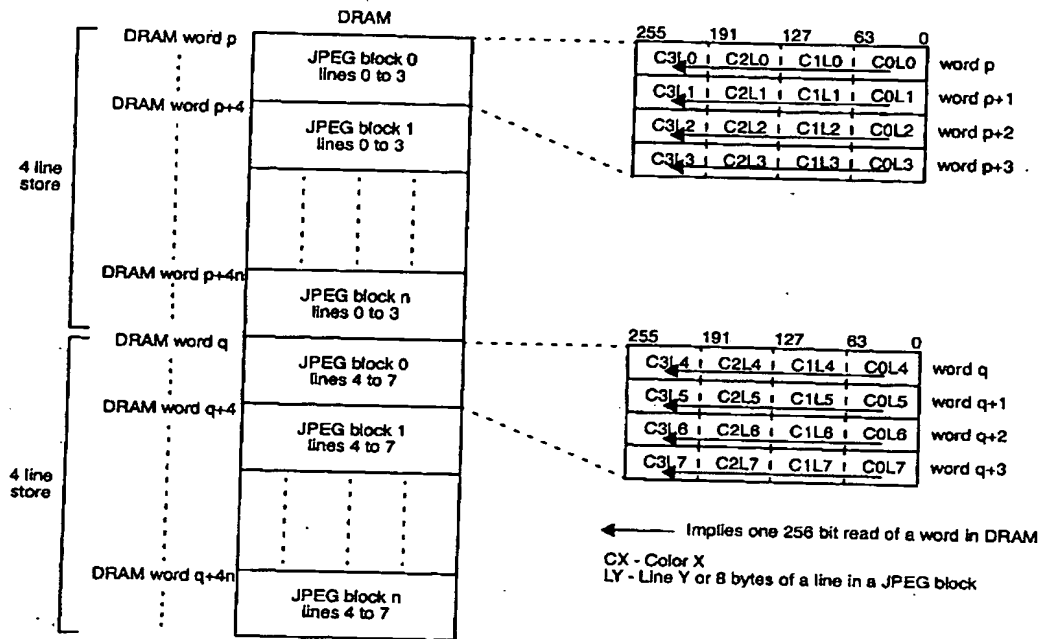 DRAM
DRAM word p
JPEG block 0
lines 0 to 3
DRAM word p+4
JPEG block 1
lines 0 to 3
4 line
store
DRAM word p+4n
JPEG block n
lines 0 to 3
DRAM word q
JPEG block 0
lines 4 to 7
DRAM word q+4
JPEG block 1
lines 4 to 7
4 line
store
DRAM word q+4n
JPEG block n
lines 4 to 7
255 191 127 63 0
C3L0 C2L0 C1L0 C0L0 word p
C3L1 C2L1 C1L1 C0L1 word p+1
C3L2 C2L2 C1L2 C0L2 word p+2
C3L3 C2L3 C1L3 C0L3 word p+3
255 191 127 63 0
C3L4 C2L4 C1L4 C0L4 word q
C3L5 C2L5 C1L5 C0L5 word q+1
C3L6 C2L6 C1L6 C0L6 word q+2
C3L7 C2L7 C1L7 C0L7 word q+3
Implies one 256 bit read of a word in DRAM
CX - Color X
LY - Line Y or 8 bytes of a line in a JPEG block